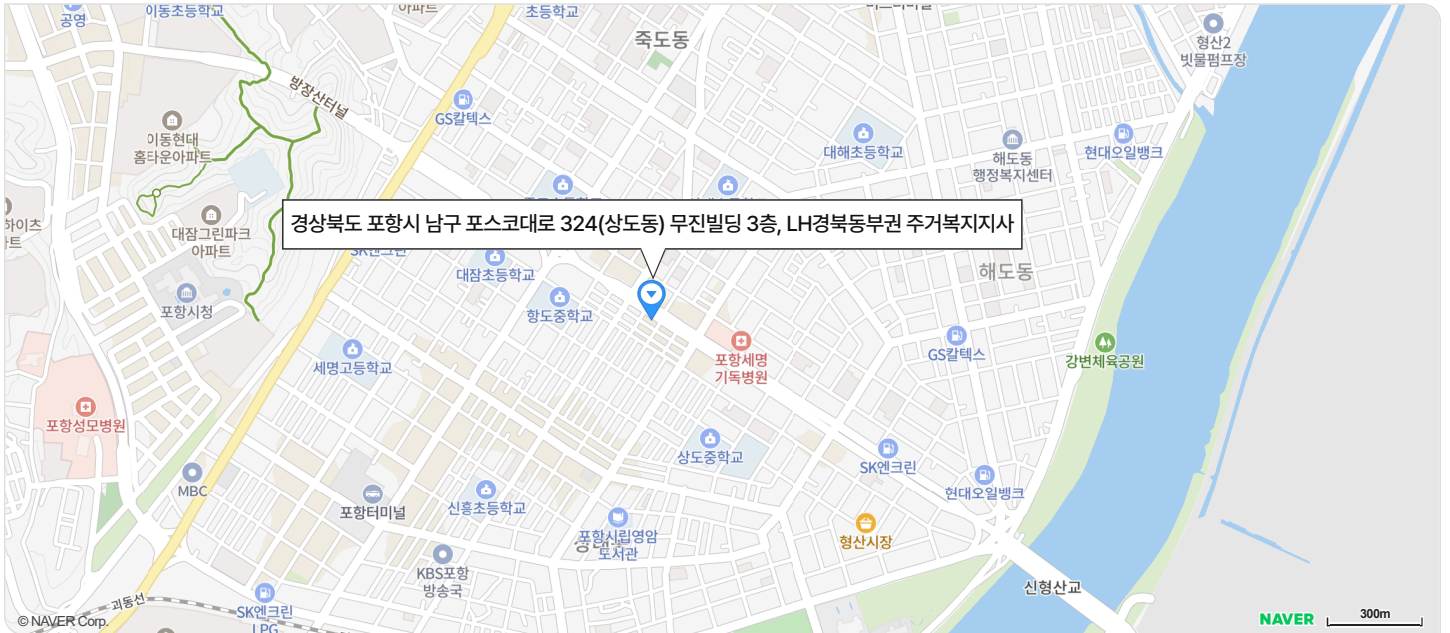 이동초등학교
아파트
초등학교
공영
죽도동
형산2
빗물펌프장
방장산터널
GS칼텍스
이동현대
홈타운아파트
대해초등학교
해도동
행정복지센터
현대오일뱅크
하이츠
트
대잠그린파크
아파트
경상북도 포항시 남구 포스코대로 324(상도동) 무진빌딩 3층, LH경북동부권 주거복지지사
SK엔크린
대잠초등학교
해도동
포항시청
항도중학교
세명고등학교
포항세명
기독병원
GS칼텍스
강변체육공원
포항성모병원
상도중학교
SK엔크린
MBC
포항터미널
신흥초등학교
현대오일뱅크
포항시립영암
도서관
형산시장
KBS포항
방송국
신형산교
괴동선
SK엔크린
LPG
© NAVER Corp.
NAVER
300m